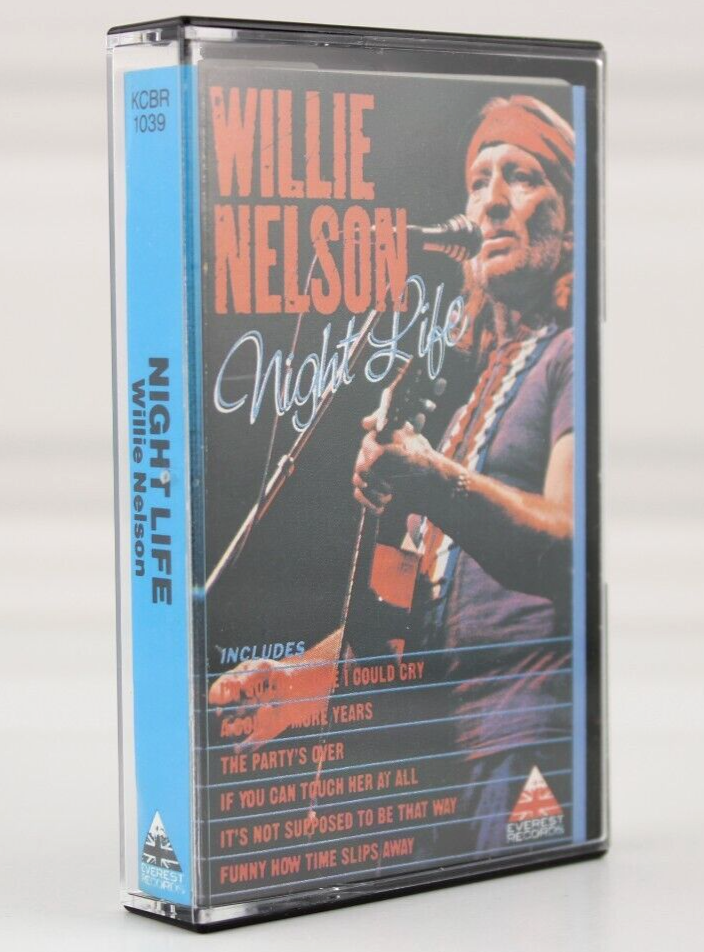 KCBR
1039
NIGHT LIFE
Willie Nelson
EVEREST
RECORDS
WILLIE
NELSON
Night Life
INCLUDES
I COULD CRY
MORE YEARS
THE PARTY'S OVER
IF YOU CAN TOUCH HER AT ALL
IT'S NOT SUPPOSED TO BE THAT WAY
FUNNY HOW TIME SLIPS AWAY
EVEREST
RECORDS